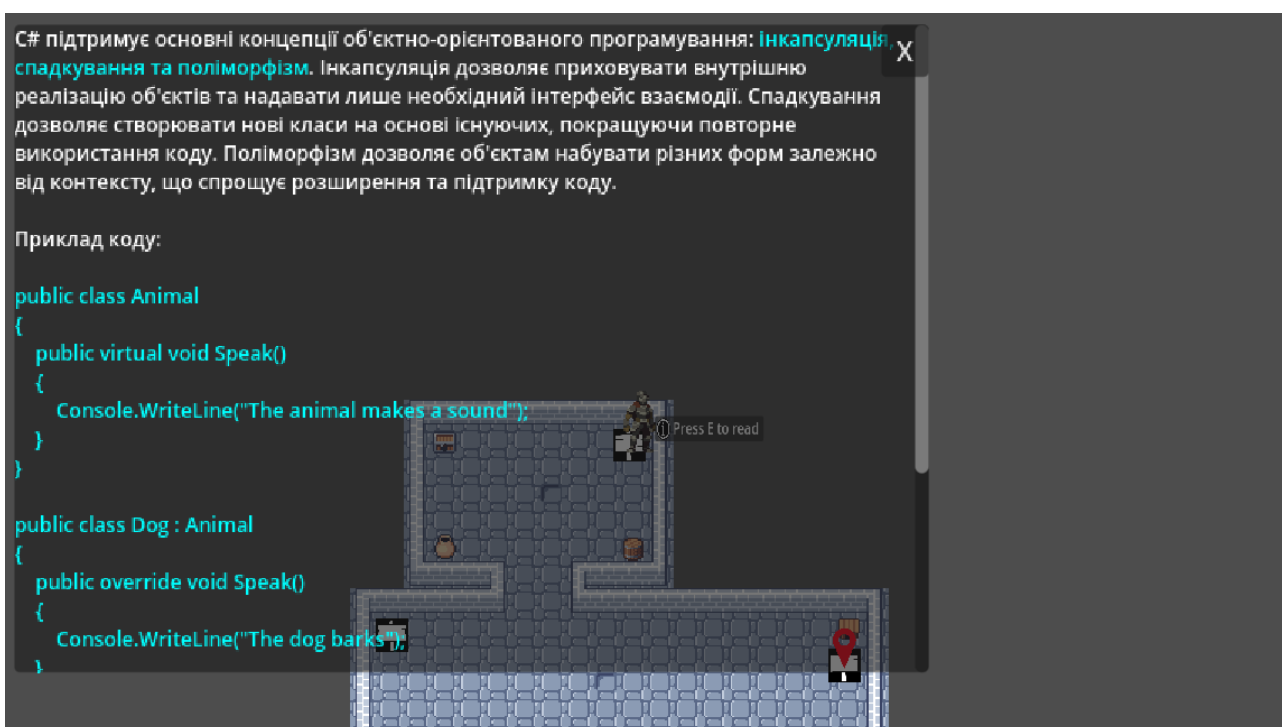 C# підтримує основні концепції об'єктно-орієнтованого програмування: інкапсуляція,
X
спадкування та поліморфізм. Інкапсуляція дозволяє приховувати внутрішню
реалізацію об'єктів та надавати лише необхідний інтерфейс взаємодії. Спадкування
дозволяє створювати нові класи на основі існуючих, покращуючи повторне
використання коду. Поліморфізм дозволяє об'єктам набувати різних форм залежно
від контексту, що спрощує розширення та підтримку коду.
Приклад коду:
public class Animal
{
public virtual void Speak()
{
Console.WriteLine("The animal makes a sound");
}
}
Press E to read
public class Dog : Animal
{
public override void Speak()
{
Console.WriteLine("The dog barks");
}